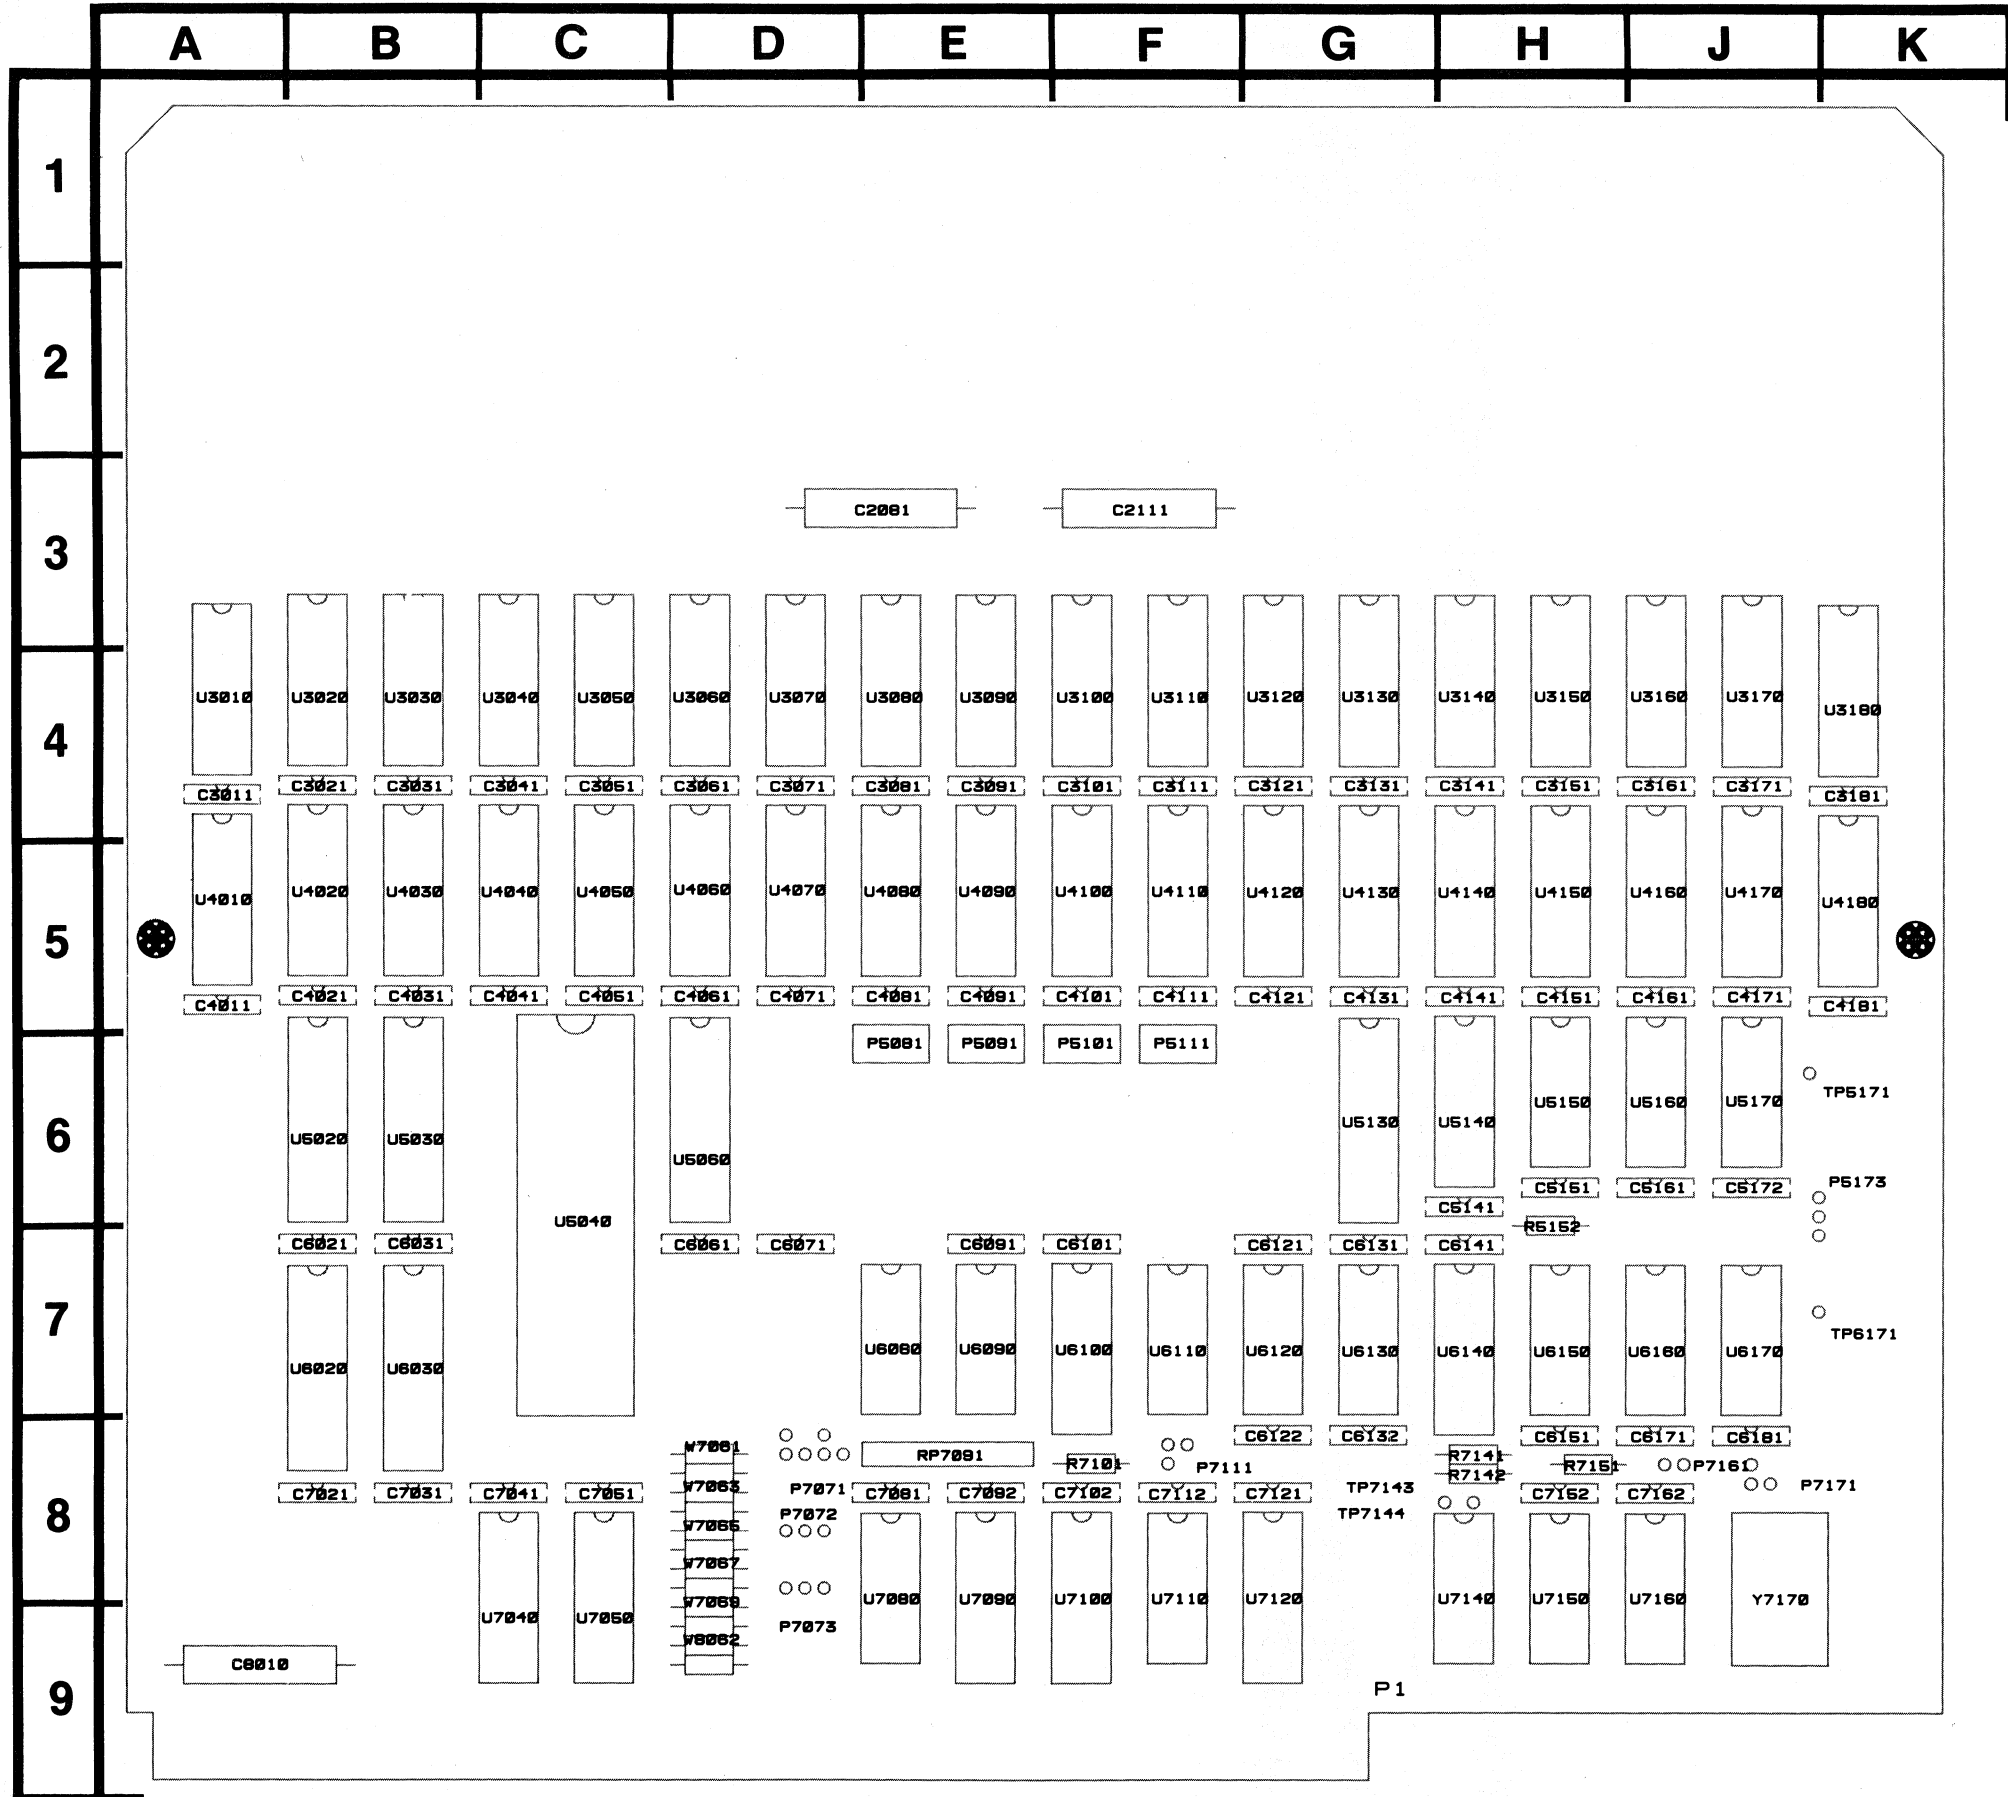 A B C D E F G H J K
1
2
3
C2081 C2111
U3010 U3020 U3030 U3040 U3050 U3060 U3070 U3080 U3090 U3100 U3110 U3120 U3130 U3140 U3150 U3160 U3170 U3180
4
C3011 C3021 C3031 C3041 C3051 C3061 C3071 C3081 C3091 C3101 C3111 C3121 C3131 C3141 C3151 C3161 C3171 C3181
U4010 U4020 U4030 U4040 U4050 U4060 U4070 U4080 U4090 U4100 U4110 U4120 U4130 U4140 U4150 U4160 U4170 U4180
5
C4011 C4021 C4031 C4041 C4051 C4061 C4071 C4081 C4091 C4101 C4111 C4121 C4131 C4141 C4151 C4161 C4171 C4181
P5081 P5091 P5101 P5111
TP5171
U5020 U5030 U5060 U5130 U5140 U5150 U5160 U5170
6
P5173
C5141 C5151 C5161 C5172
U5040 R5152
C6021 C6031 C6061 C6071 C6091 C6101 C6121 C6131 C6141
7
TP6171
U6020 U6030 U6080 U6090 U6100 U6110 U6120 U6130 U6140 U6150 U6160 U6170
C6122 C6132 C6151 C6171 C6181
W7061 RP7091 R7101 P7111 R7141 R7151 P7161
R7142
W7063 P7071 TP7143 P7171
C7021 C7031 C7041 C7051 C7081 C7092 C7102 C7112 C7121 C7152 C7162
8
P7072 TP7144
W7065
W7067
W7069 U7080 U7090 U7100 U7110 U7120 U7140 U7150 U7160 Y7170
U7040 U7050 P7073
W8062
C8010
9
P1